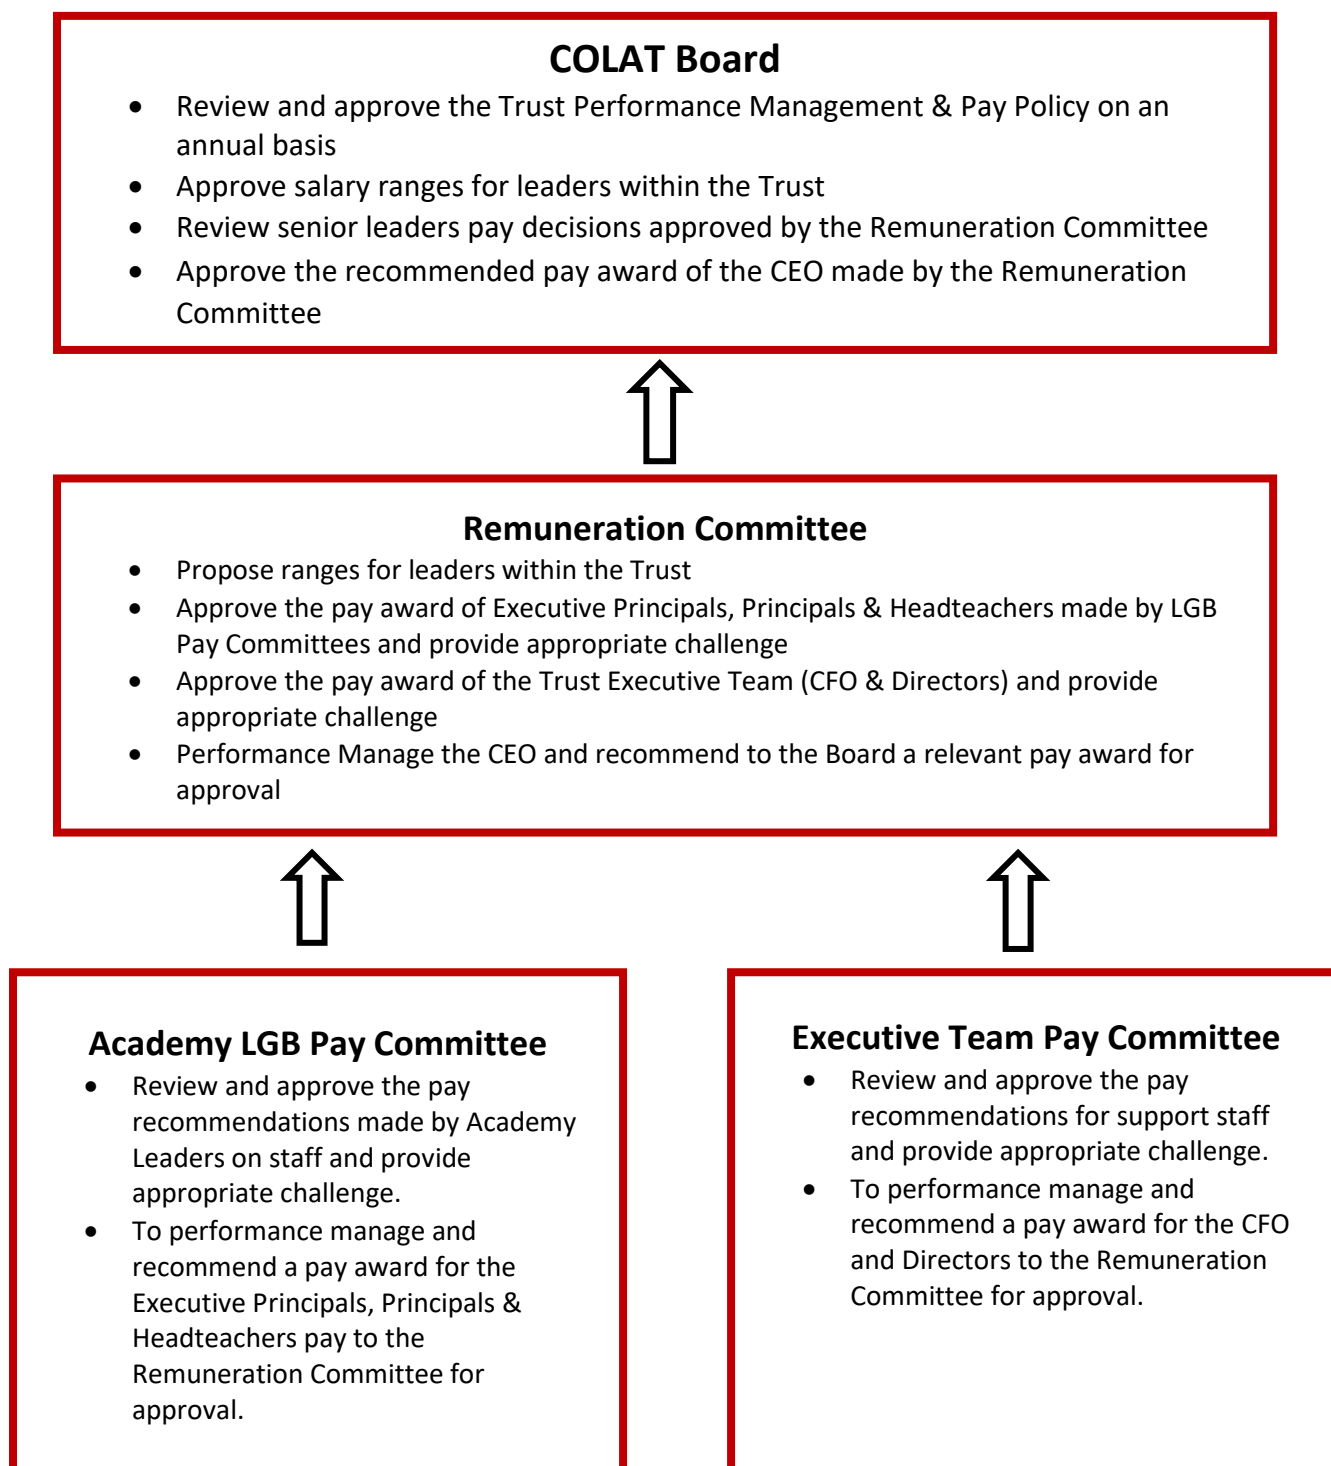 COLAT Board
• Review and approve the Trust Performance Management & Pay Policy on an
annual basis
• Approve salary ranges for leaders within the Trust
• Review senior leaders pay decisions approved by the Remuneration Committee
• Approve the recommended pay award of the CEO made by the Remuneration
Committee
Remuneration Committee
• Propose ranges for leaders within the Trust
• Approve the pay award of Executive Principals, Principals & Headteachers made by LGB
Pay Committees and provide appropriate challenge
• Approve the pay award of the Trust Executive Team (CFO & Directors) and provide
appropriate challenge
• Performance Manage the CEO and recommend to the Board a relevant pay award for
approval
Academy LGB Pay Committee
• Review and approve the pay
recommendations made by Academy
Leaders on staff and provide
appropriate challenge.
• To performance manage and
recommend a pay award for the
Executive Principals, Principals &
Headteachers pay to the
Remuneration Committee for
approval.
Executive Team Pay Committee
• Review and approve the pay
recommendations for support staff
and provide appropriate challenge.
• To performance manage and
recommend a pay award for the CFO
and Directors to the Remuneration
Committee for approval.